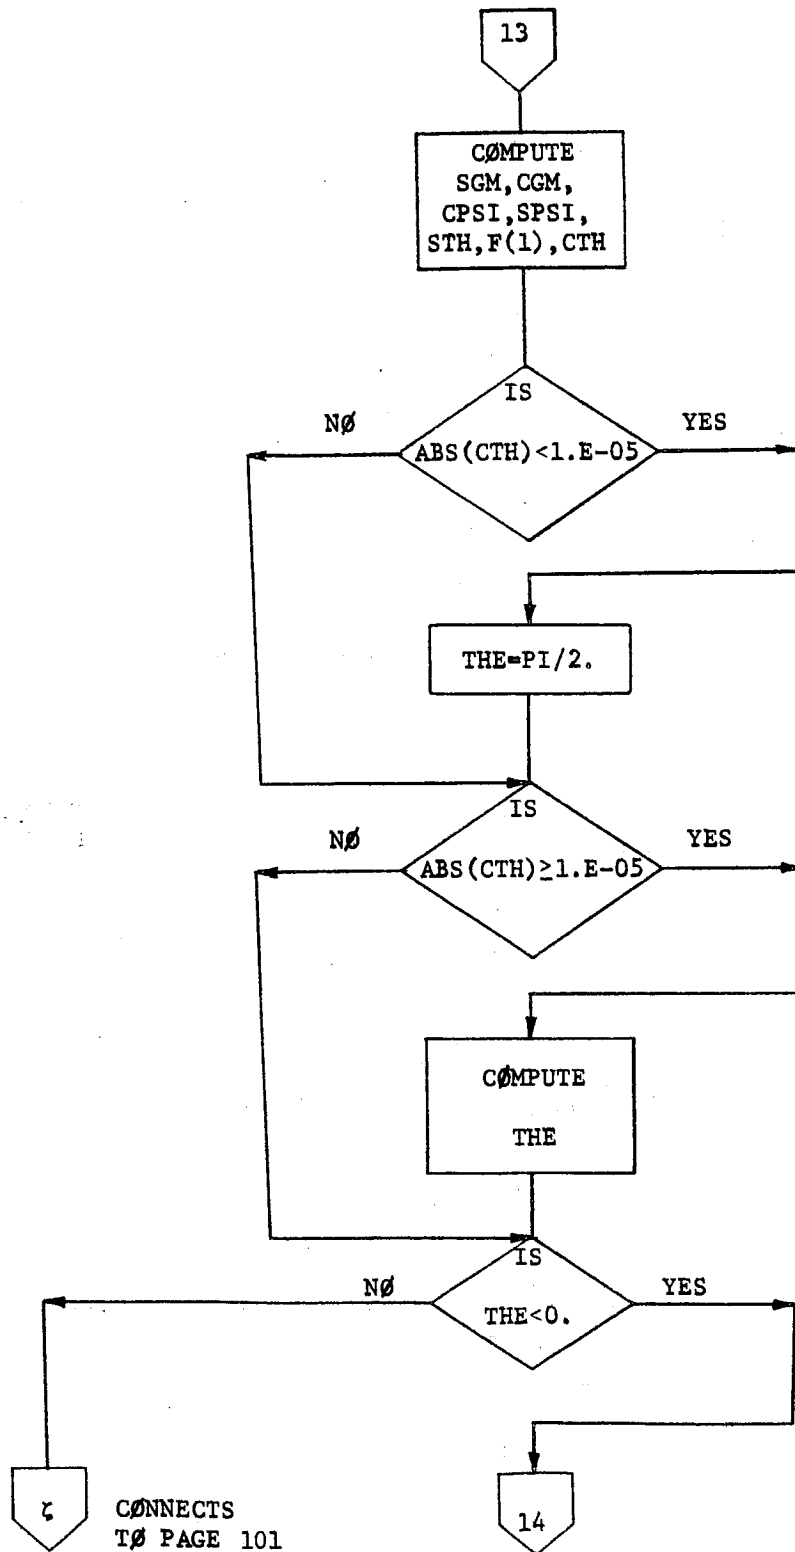 13
CØMPUTE
SGM,CGM,
CPSI,SPSI,
STH,F(1),CTH
IS
NØ
YES
ABS(CTH)<1.E-05
THE=PI/2.
IS
NØ
YES
ABS(CTH)≥1.E-05
CØMPUTE
THE
IS
NØ
YES
THE<0.
ζ
CØNNECTS
TØ PAGE 101
14